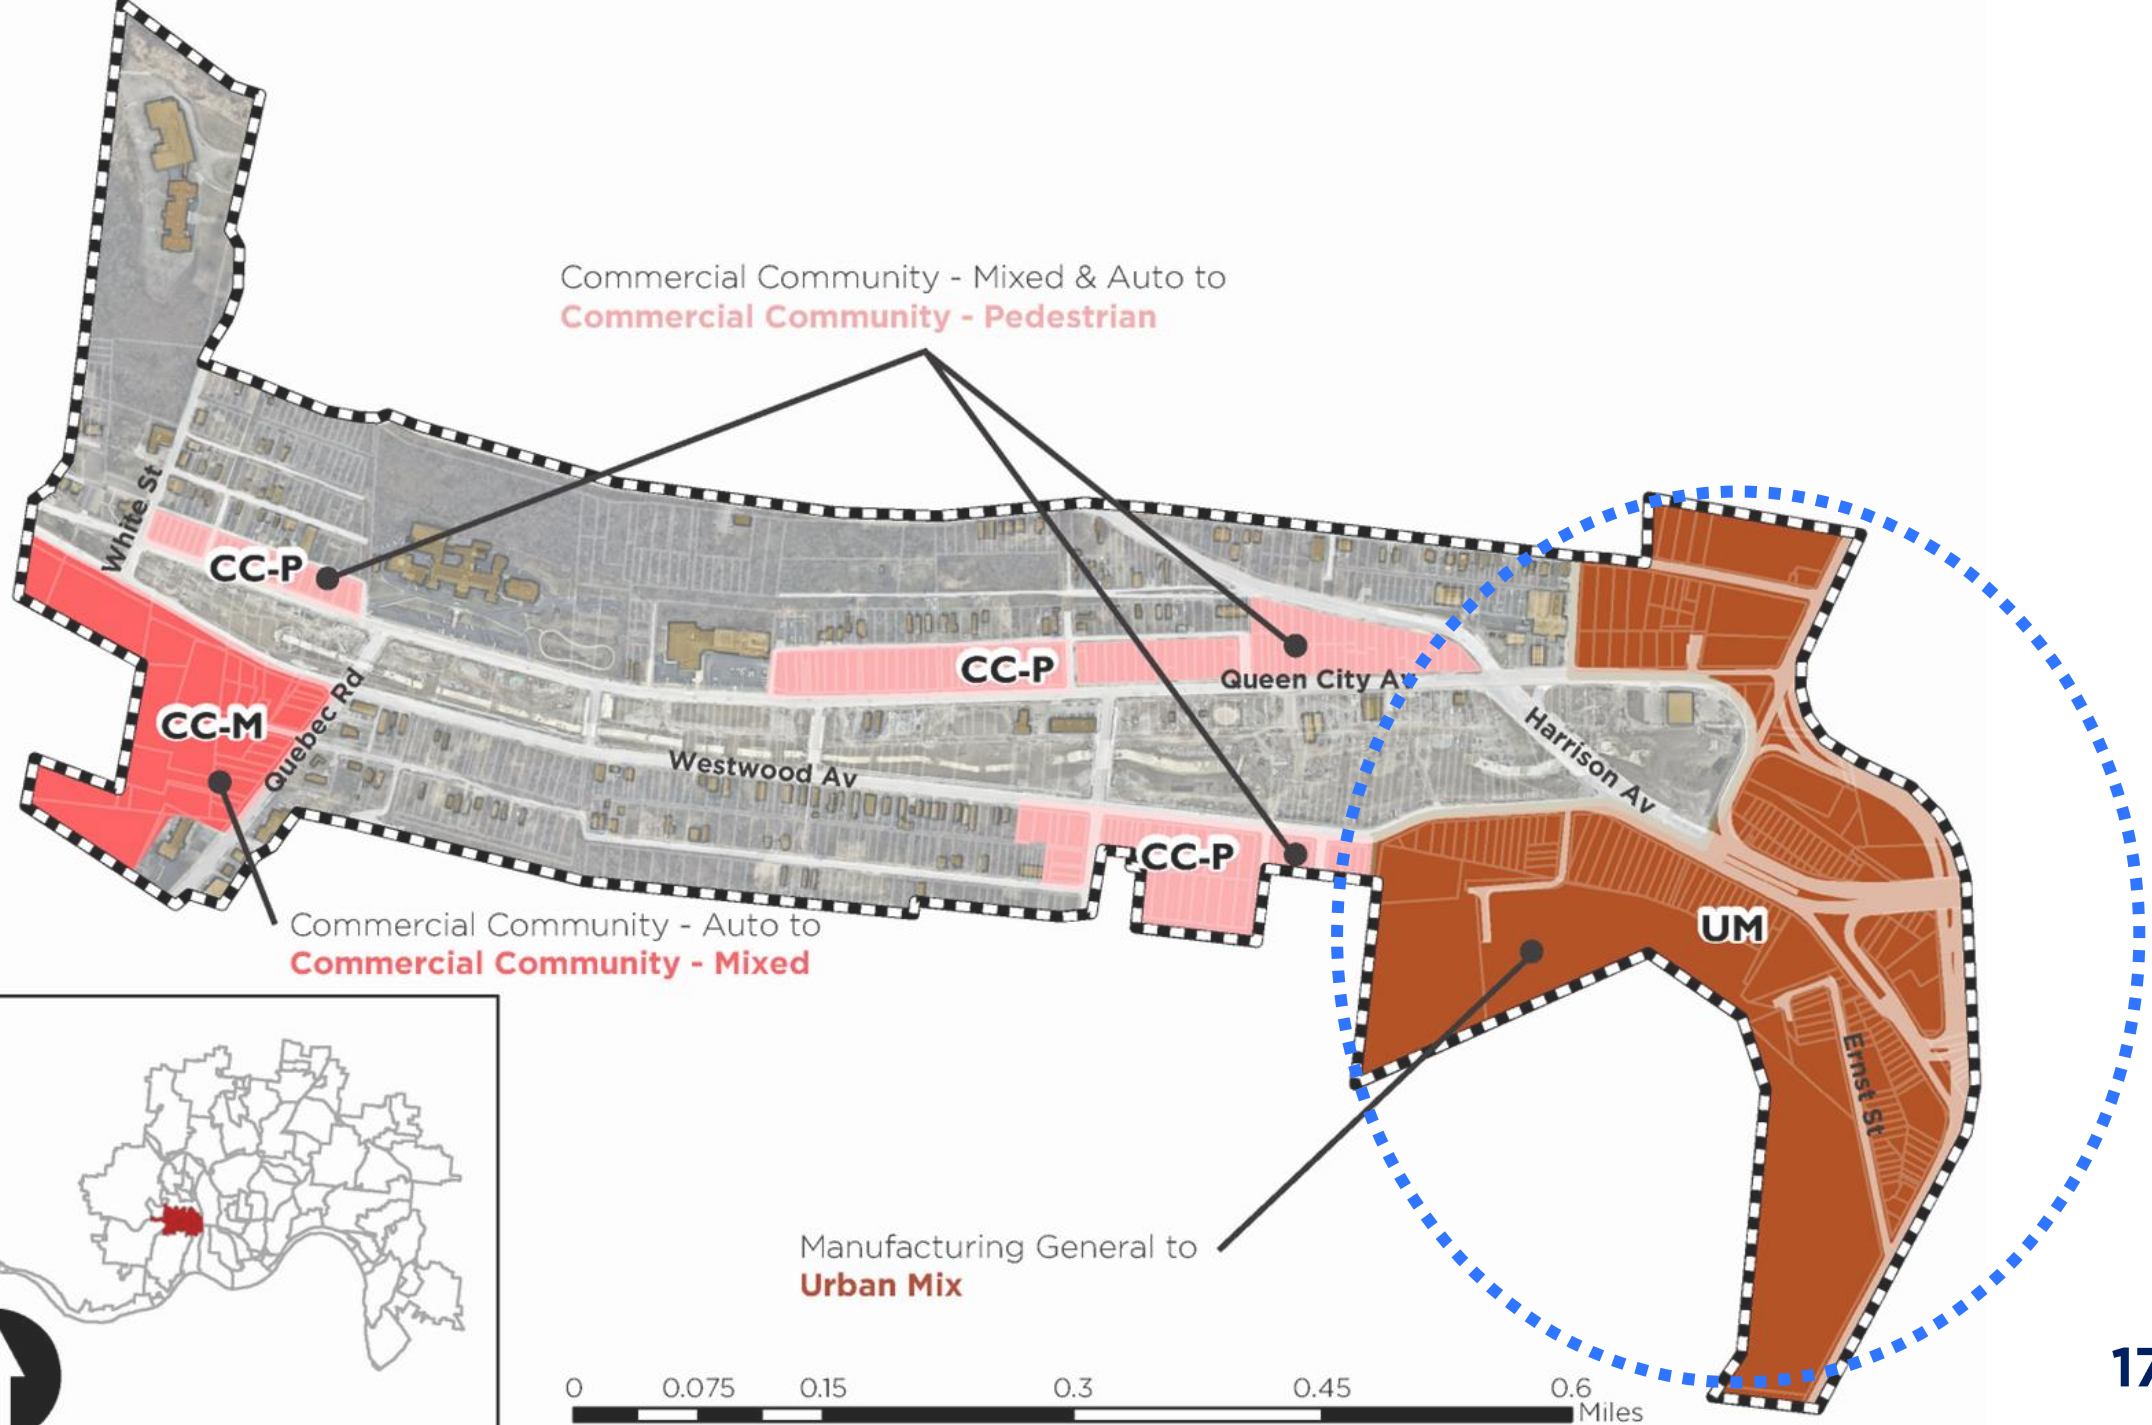 Commercial Community - Mixed & Auto to
Commercial Community - Pedestrian
White St
CC-P
CC-P
Queen City Av
CC-M
Quebec Rd
Harrison Av
Westwood Av
CC-P
UM
Commercial Community - Auto to
Commercial Community - Mixed
Ernst St
Manufacturing General to
Urban Mix
17
0 0.075 0.15 0.3 0.45 0.6
Miles